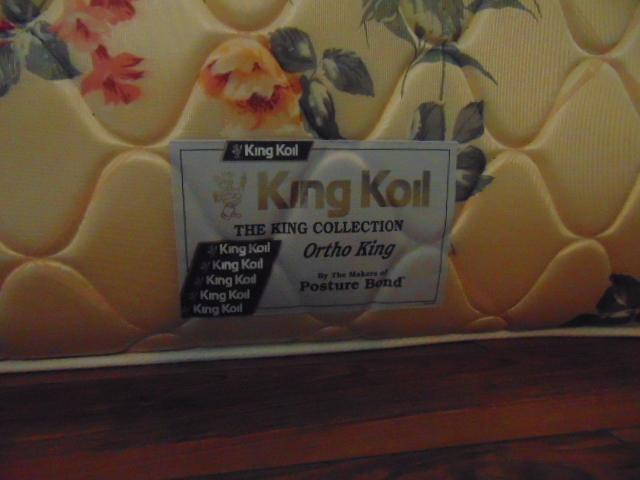 King Koil
King Koil
THE KING COLLECTION
Ortho King
By The Makers of
Posture Bond
King Koil
King Koil
King Koil
King Koil
King Koil